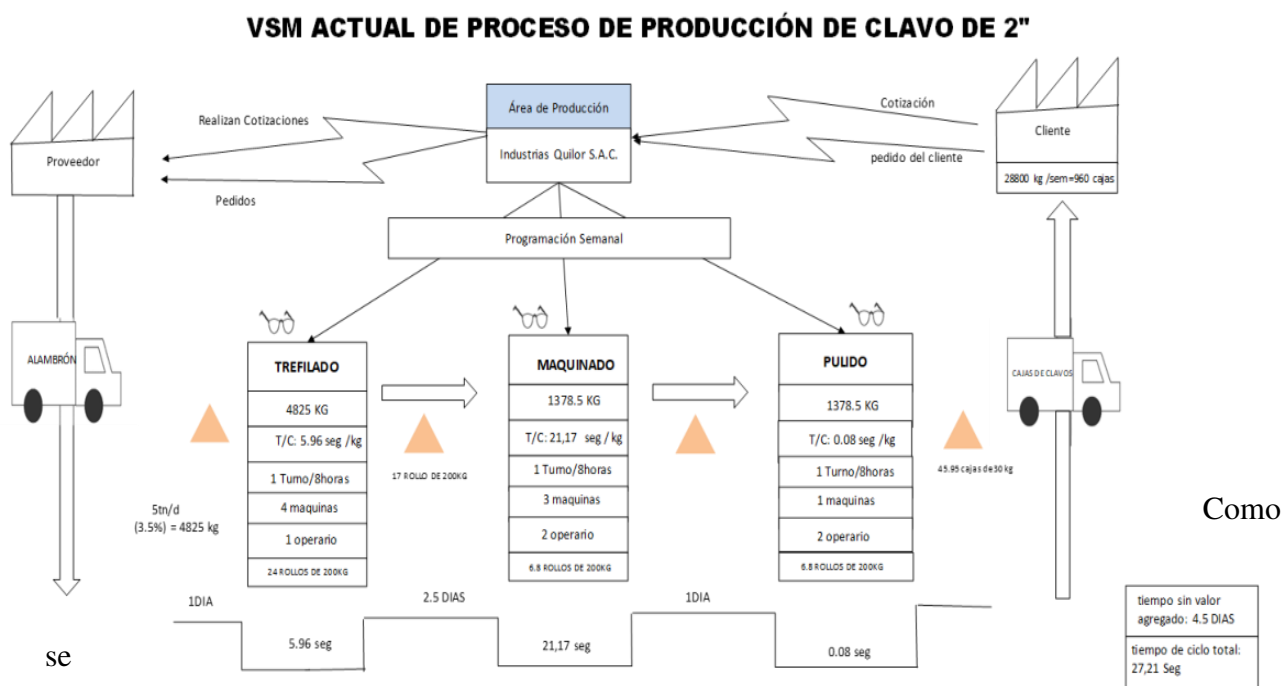 VSM ACTUAL DE PROCESO DE PRODUCCIÓN DE CLAVO DE 2"
Proveedor
Realizan Cotizaciones
Pedidos
Área de Producción
Industrias Quilor S.A.C.
Cotización
pedido del cliente
Cliente
28800 kg /sem=960 cajas
Programación Semanal
ALAMBRÓN
5tn/d
(3.5%) = 4825 kg
TREFILADO
4825 KG
T/C: 5.96 seg /kg
1 Turno/8horas
4 maquinas
1 operario
24 ROLLOS DE 200KG
17 ROLLO DE 200KG
MAQUINADO
1378.5 KG
T/C: 21,17 seg /kg
1 Turno/8horas
3 maquinas
2 operario
6.8 ROLLOS DE 200KG
PULIDO
1378.5 KG
T/C: 0.08 seg /kg
1 Turno/8horas
1 maquinas
2 operario
6.8 ROLLOS DE 200KG
45.95 cajas de30 kg
CAJAS DE CLAVOS
Como
1DIA
5.96 seg
2.5 DIAS
21,17 seg
1DIA
0.08 seg
tiempo sin valor
agregado: 4.5 DIAS
tiempo de ciclo total:
27,21 Seg
se